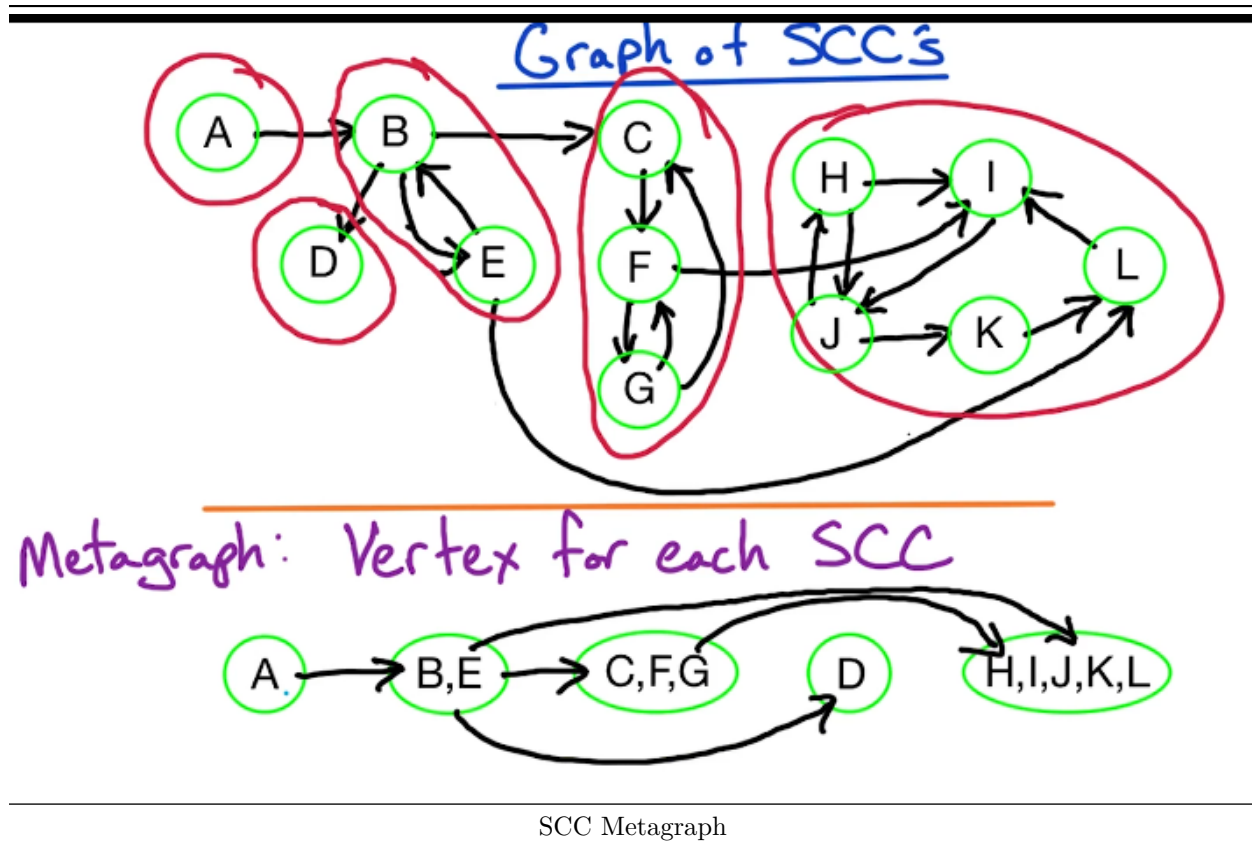 Graph of SCC's
A
B
C
H
I
D
E
F
L
J
K
G
Metagraph: Vertex for each SCC
A
B,E
C,F,G
D
H,I,J,K,L
SCC Metagraph